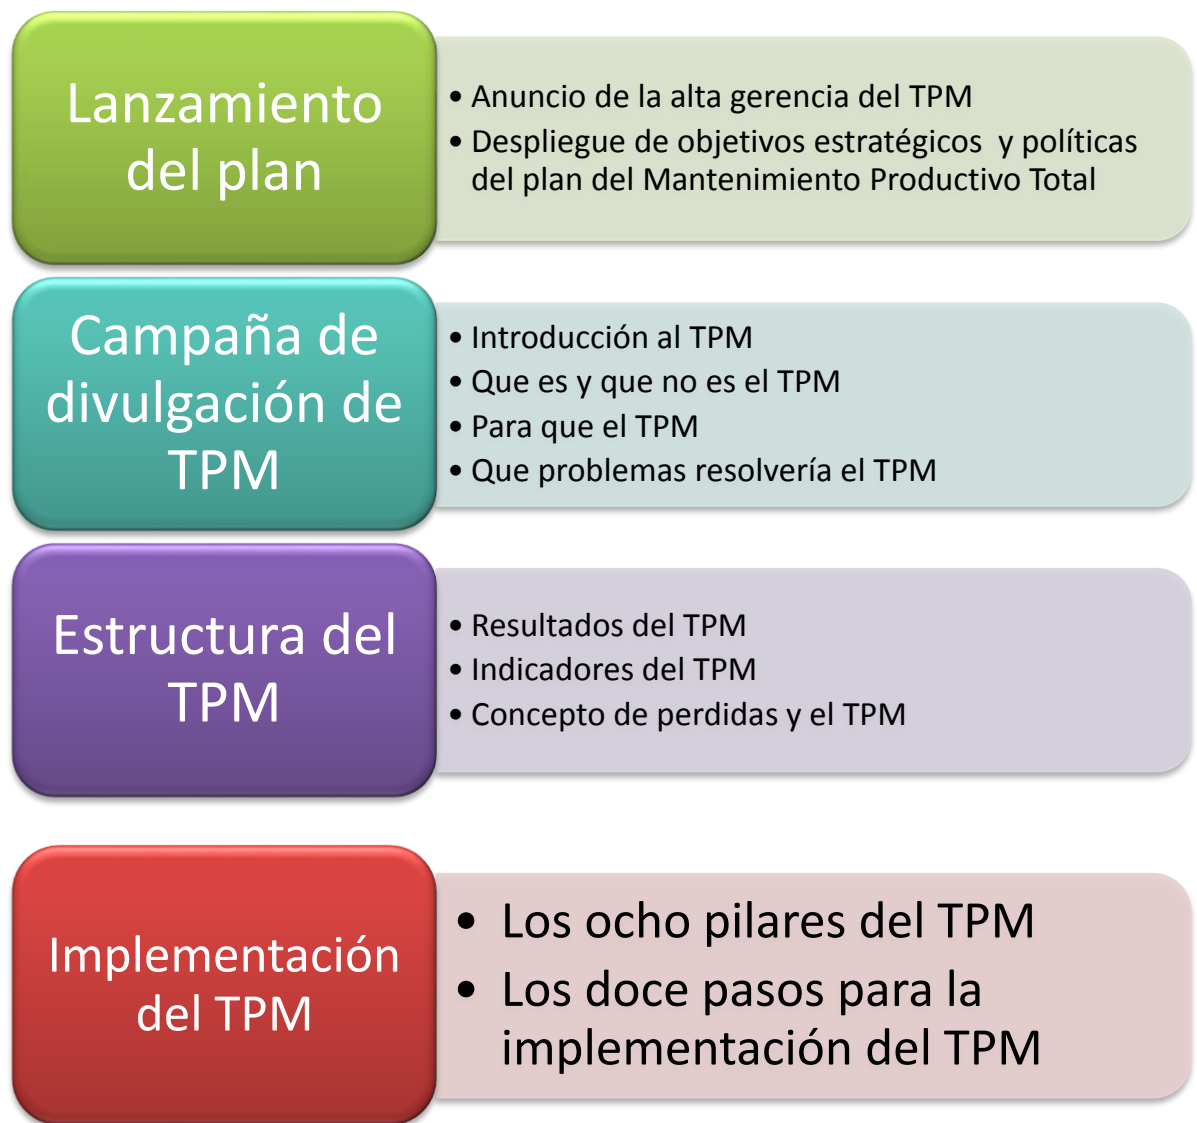 Lanzamiento
del plan
• Anuncio de la alta gerencia del TPM
• Despliegue de objetivos estratégicos y políticas
del plan del Mantenimiento Productivo Total
Campaña de
divulgación de
TPM
• Introducción al TPM
• Que es y que no es el TPM
• Para que el TPM
• Que problemas resolvería el TPM
Estructura del
TPM
• Resultados del TPM
• Indicadores del TPM
• Concepto de perdidas y el TPM
Implementación
del TPM
• Los ocho pilares del TPM
• Los doce pasos para la
implementación del TPM